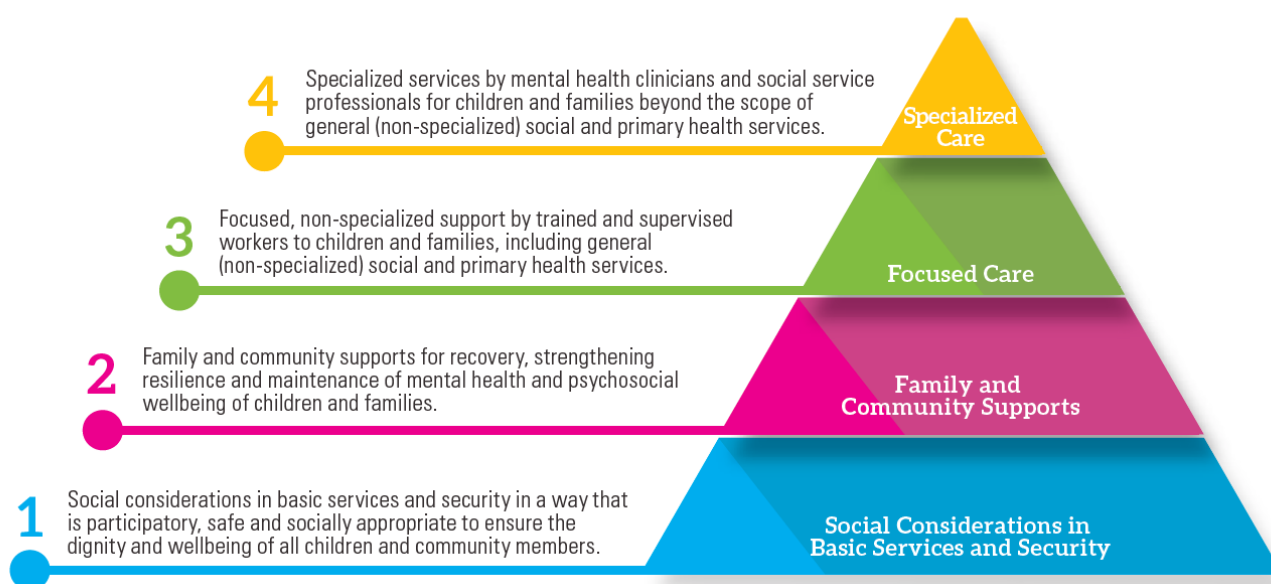 4
Specialized services by mental health clinicians and social service
professionals for children and families beyond the scope of
general (non-specialized) social and primary health services.
Specialized
Care
3
Focused, non-specialized support by trained and supervised
workers to children and families, including general
(non-specialized) social and primary health services.
Focused Care
2
Family and community supports for recovery, strengthening
resilience and maintenance of mental health and psychosocial
wellbeing of children and families.
Family and
Community Supports
1
Social considerations in basic services and security in a way that
is participatory, safe and socially appropriate to ensure the
dignity and wellbeing of all children and community members.
Social Considerations in
Basic Services and Security